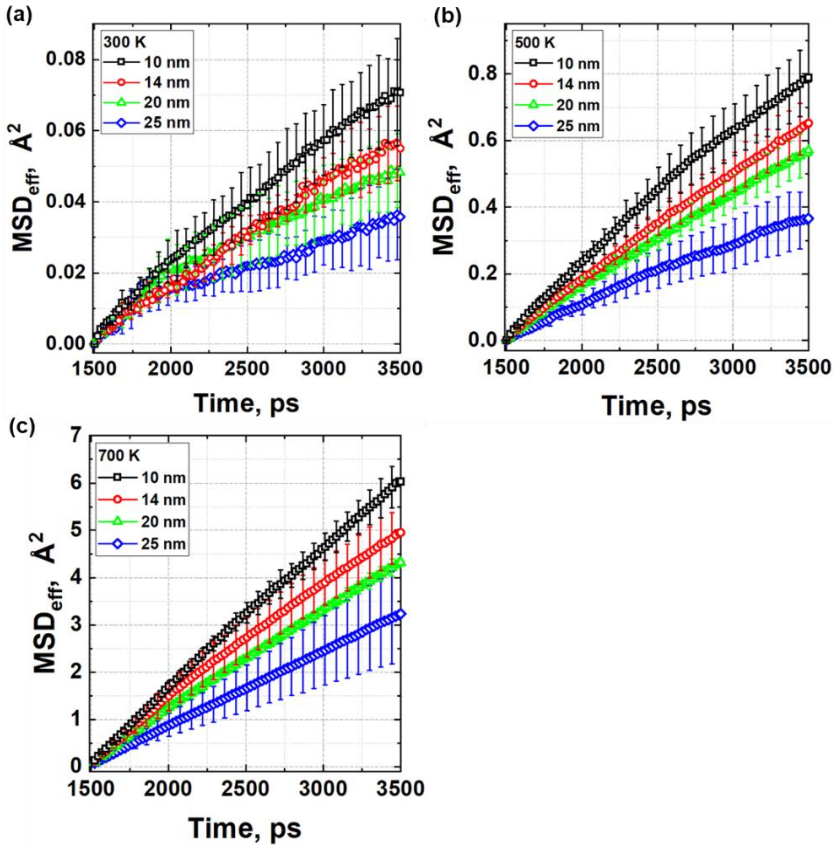 (a)
300 K
10 nm
14 nm
20 nm
25 nm
0.08
0.06
0.04
0.02
0.00
MSDeff, Å2
1500 2000 2500 3000 3500
Time, ps
(b)
500 K
10 nm
14 nm
20 nm
25 nm
0.8
0.6
0.4
0.2
0.0
MSDeff, Å2
1500 2000 2500 3000 3500
Time, ps
(c)
700 K
10 nm
14 nm
20 nm
25 nm
7
6
5
4
3
2
1
0
MSDeff, Å2
1500 2000 2500 3000 3500
Time, ps